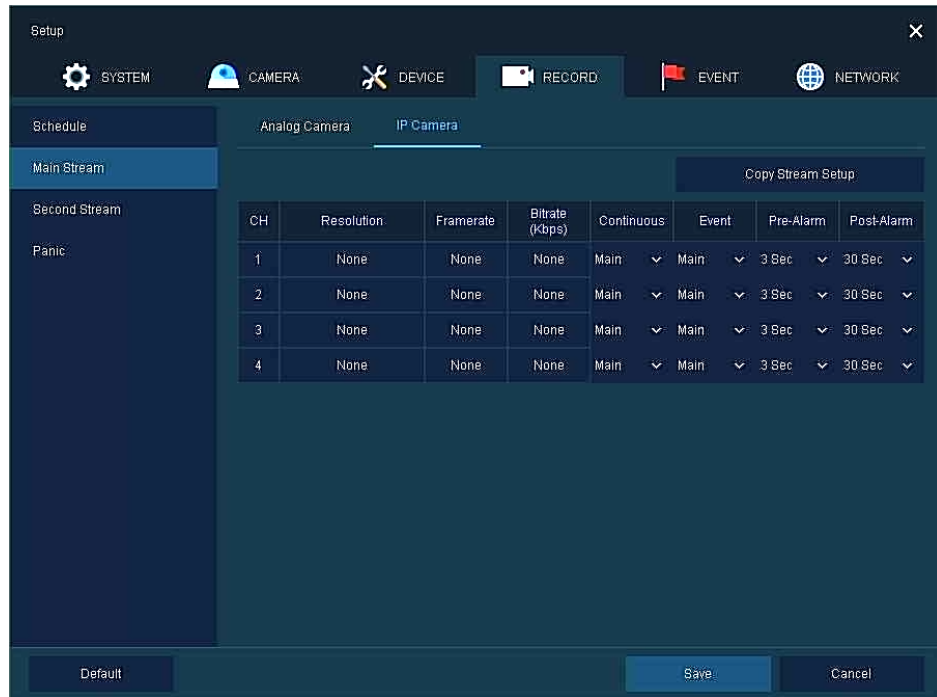 Setup
SYSTEM CAMERA DEVICE RECORD EVENT NETWORK
Schedule
Main Stream
Second Stream
Panic
Analog Camera IP Camera
Copy Stream Setup
CH Resolution Framerate Bitrate (Kbps) Continuous Event Pre-Alarm Post-Alarm
1 None None None Main Main 3 Sec 30 Sec
2 None None None Main Main 3 Sec 30 Sec
3 None None None Main Main 3 Sec 30 Sec
4 None None None Main Main 3 Sec 30 Sec
Default Save Cancel